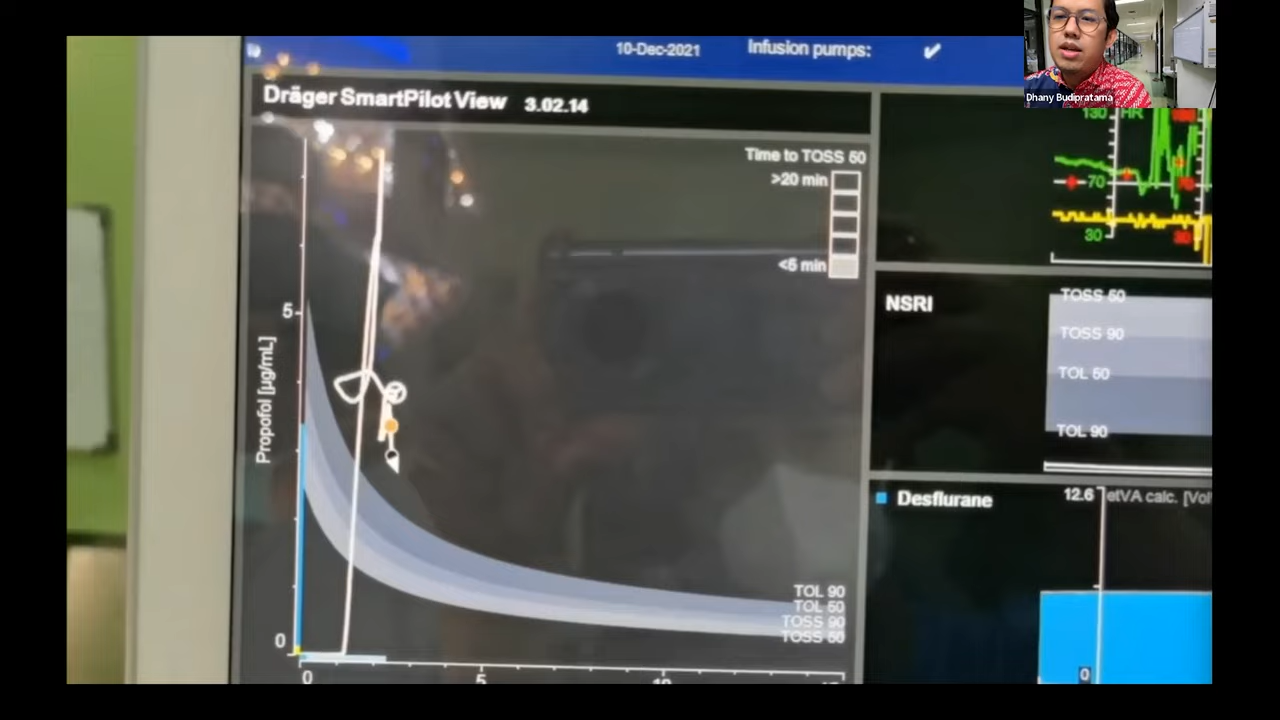 10-Dec-2021
Infusion pumps: ✔
Dhany Budipratama
Dräger SmartPilot View 3.02.14
Time to TOSS 50
>20 min
<5 min
5
Propofol [µg/mL]
0
TOL 90
TOL 50
TOSS 90
TOSS 50
0
5
10
130 HR
70
30
NSRI
TOSS 50
TOSS 90
TOL 50
TOL 90
Desflurane
12.6
etVA calc. [Vol
0